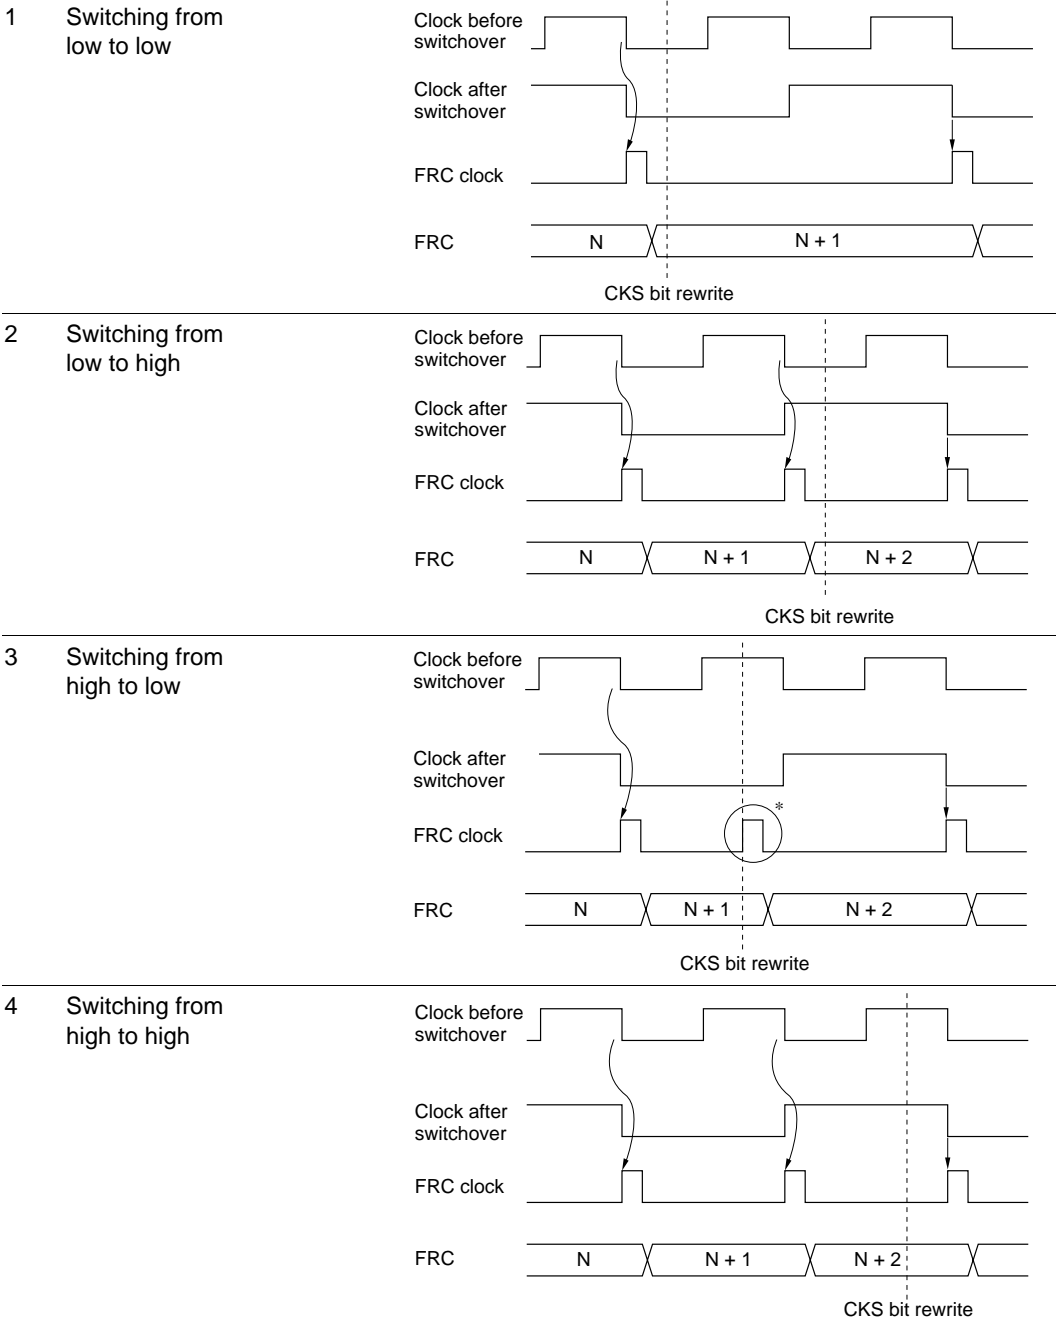 1 Switching from
low to low
Clock before
switchover
Clock after
switchover
FRC clock
FRC
N
N + 1
CKS bit rewrite
2 Switching from
low to high
Clock before
switchover
Clock after
switchover
FRC clock
FRC
N
N + 1
N + 2
CKS bit rewrite
3 Switching from
high to low
Clock before
switchover
Clock after
switchover
*
FRC clock
FRC
N
N + 1
N + 2
CKS bit rewrite
4 Switching from
high to high
Clock before
switchover
Clock after
switchover
FRC clock
FRC
N
N + 1
N + 2
CKS bit rewrite